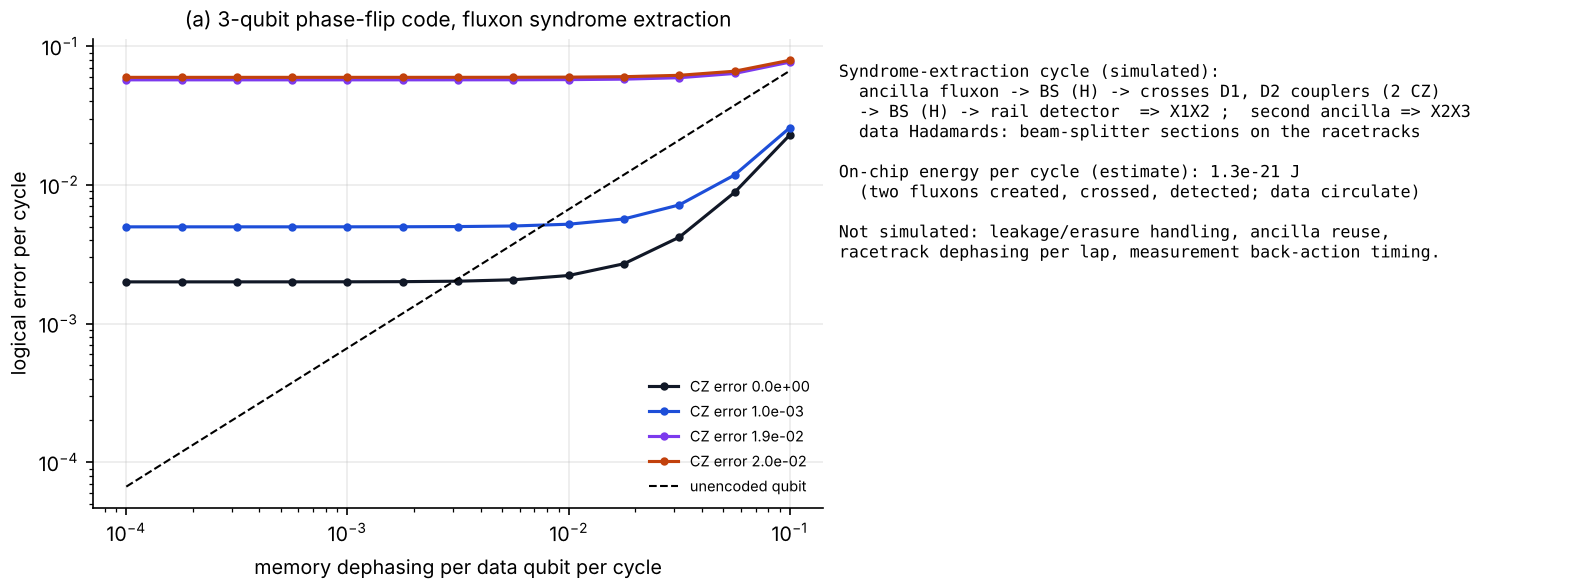 (a) 3-qubit phase-flip code, fluxon syndrome extraction
10⁻¹
10⁻²
10⁻³
10⁻⁴
logical error per cycle
10⁻⁴
10⁻³
10⁻²
10⁻¹
memory dephasing per data qubit per cycle
CZ error 0.0e+00
CZ error 1.0e-03
CZ error 1.9e-02
CZ error 2.0e-02
unencoded qubit
Syndrome-extraction cycle (simulated):
ancilla fluxon -> BS (H) -> crosses D1, D2 couplers (2 CZ)
-> BS (H) -> rail detector => X1X2 ; second ancilla => X2X3
data Hadamards: beam-splitter sections on the racetracks
On-chip energy per cycle (estimate): 1.3e-21 J
(two fluxons created, crossed, detected; data circulate)
Not simulated: leakage/erasure handling, ancilla reuse,
racetrack dephasing per lap, measurement back-action timing.